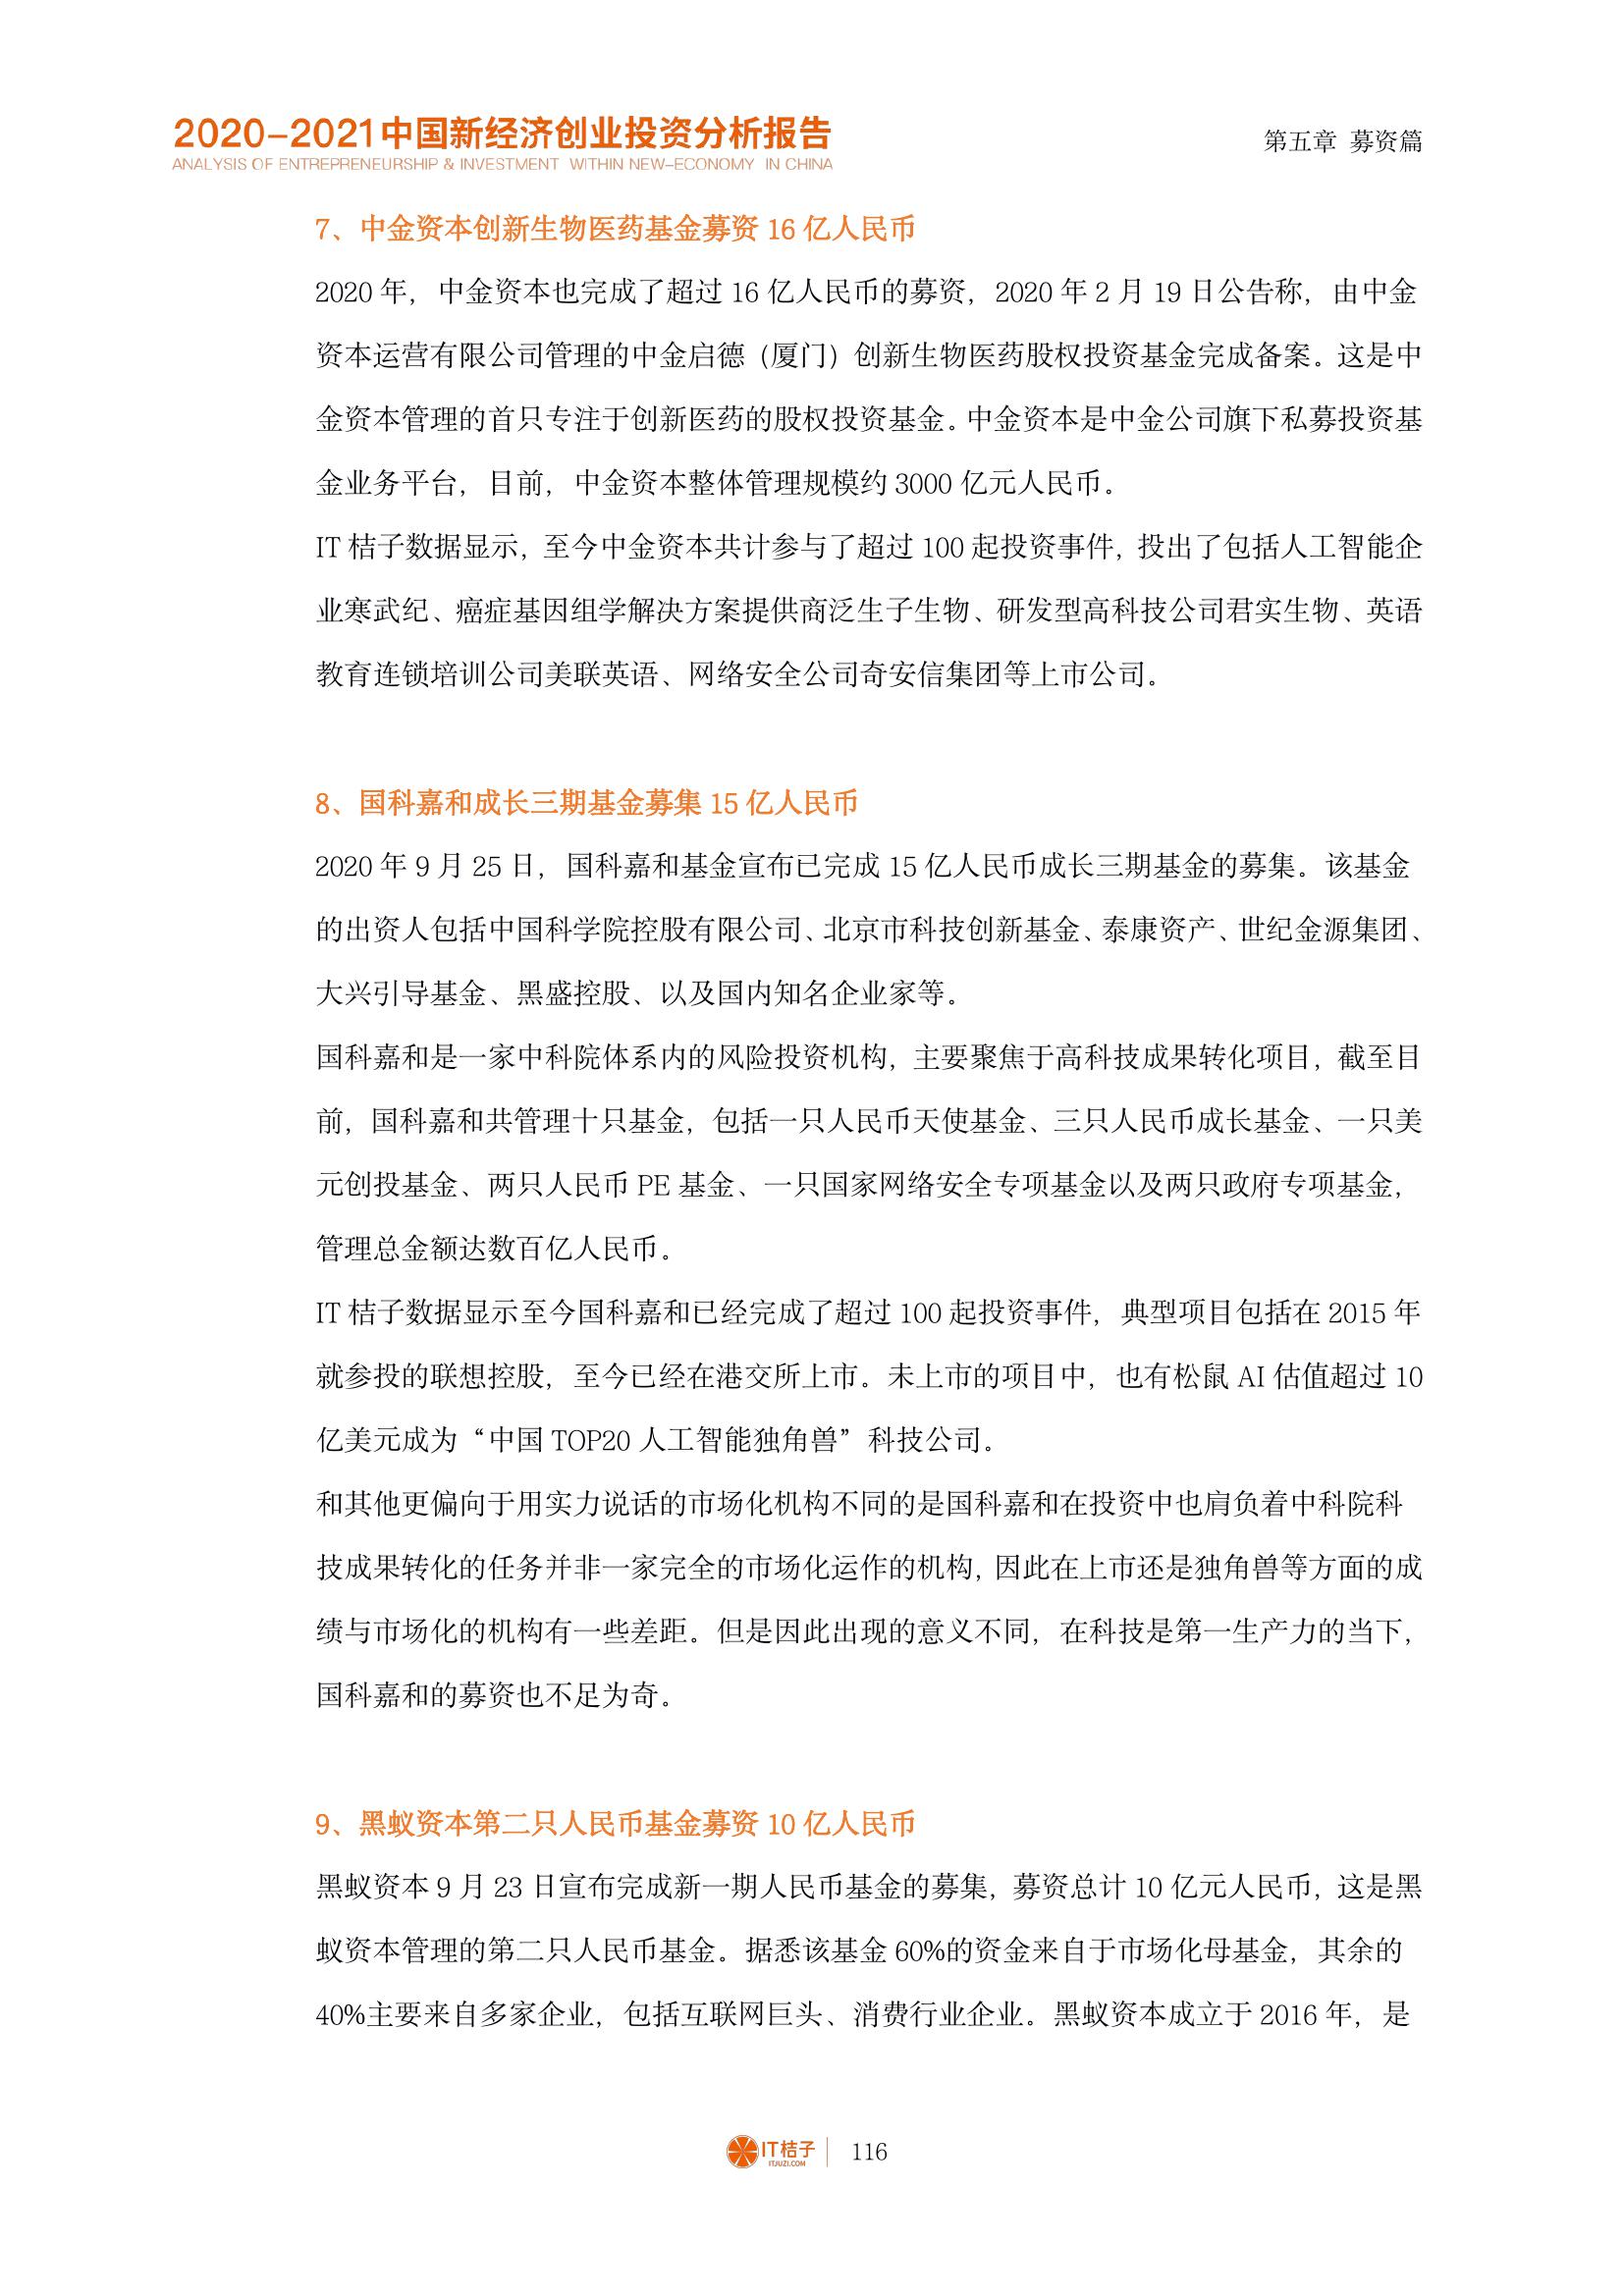 2020-2021中国新经济创业投资分析报告
ANALYSIS OF ENTREPRENEURSHIP & INVESTMENT WITHIN NEW-ECONOMY IN CHINA
第五章 募资篇
7、中金资本创新生物医药基金募资 16 亿人民币
2020 年，中金资本也完成了超过 16 亿人民币的募资，2020 年 2 月 19 日公告称，由中金
资本运营有限公司管理的中金启德（厦门）创新生物医药股权投资基金完成备案。这是中
金资本管理的首只专注于创新医药的股权投资基金。中金资本是中金公司旗下私募投资基
金业务平台，目前，中金资本整体管理规模约 3000 亿元人民币。
IT 桔子数据显示，至今中金资本共计参与了超过 100 起投资事件，投出了包括人工智能企
业寒武纪、癌症基因组学解决方案提供商泛生子生物、研发型高科技公司君实生物、英语
教育连锁培训公司美联英语、网络安全公司奇安信集团等上市公司。
8、国科嘉和成长三期基金募集 15 亿人民币
2020 年 9 月 25 日，国科嘉和基金宣布已完成 15 亿人民币成长三期基金的募集。该基金
的出资人包括中国科学院控股有限公司、北京市科技创新基金、泰康资产、世纪金源集团、
大兴引导基金、黑盛控股、以及国内知名企业家等。
国科嘉和是一家中科院体系内的风险投资机构，主要聚焦于高科技成果转化项目，截至目
前，国科嘉和共管理十只基金，包括一只人民币天使基金、三只人民币成长基金、一只美
元创投基金、两只人民币 PE 基金、一只国家网络安全专项基金以及两只政府专项基金，
管理总金额达数百亿人民币。
IT 桔子数据显示至今国科嘉和已经完成了超过 100 起投资事件，典型项目包括在 2015 年
就参投的联想控股，至今已经在港交所上市。未上市的项目中，也有松鼠 AI 估值超过 10
亿美元成为“中国 TOP20 人工智能独角兽”科技公司。
和其他更偏向于用实力说话的市场化机构不同的是国科嘉和在投资中也肩负着中科院科
技成果转化的任务并非一家完全的市场化运作的机构，因此在上市还是独角兽等方面的成
绩与市场化的机构有一些差距。但是因此出现的意义不同，在科技是第一生产力的当下，
国科嘉和的募资也不足为奇。
9、黑蚁资本第二只人民币基金募资 10 亿人民币
黑蚁资本 9 月 23 日宣布完成新一期人民币基金的募集，募资总计 10 亿元人民币，这是黑
蚁资本管理的第二只人民币基金。据悉该基金 60%的资金来自于市场化母基金，其余的
40%主要来自多家企业，包括互联网巨头、消费行业企业。黑蚁资本成立于 2016 年，是
IT桔子
ITJUZI.COM
116